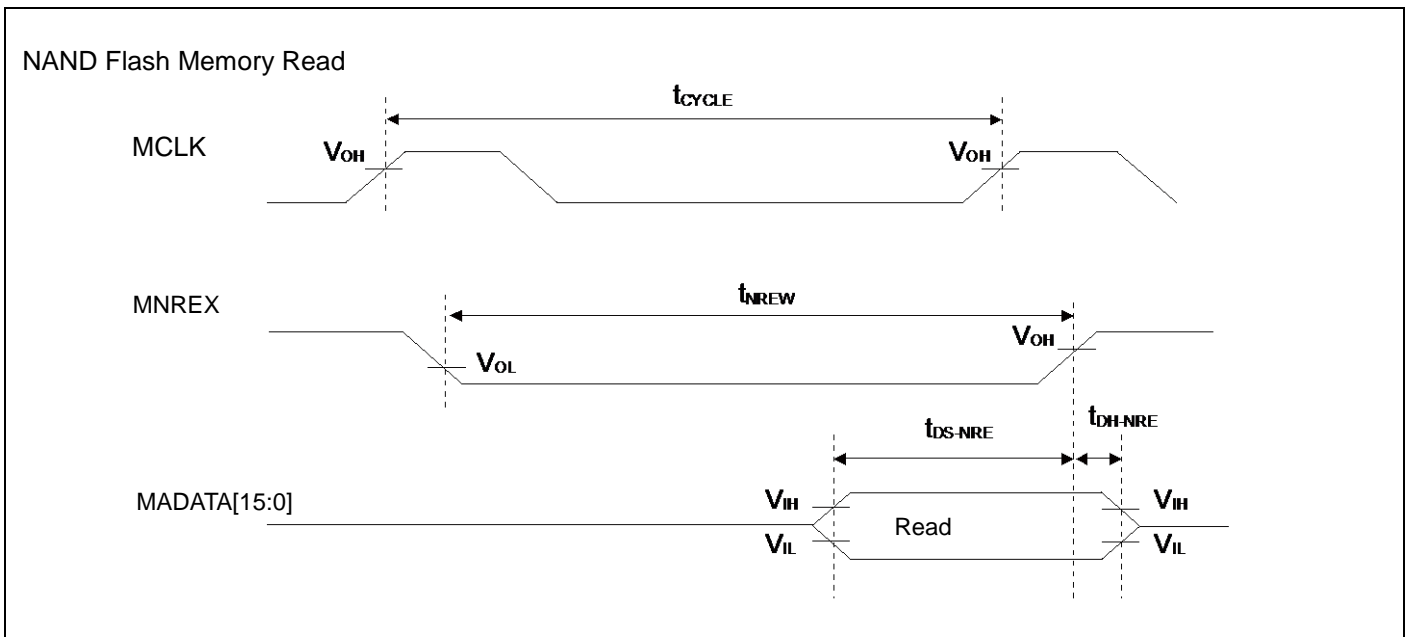 NAND Flash Memory Read
tCYCLE
MCLK
VOH
VOH
tNREW
MNREX
VOH
VOL
tDS-NRE
tDH-NRE
MADATA[15:0]
VIH
VIH
Read
VIL
VIL